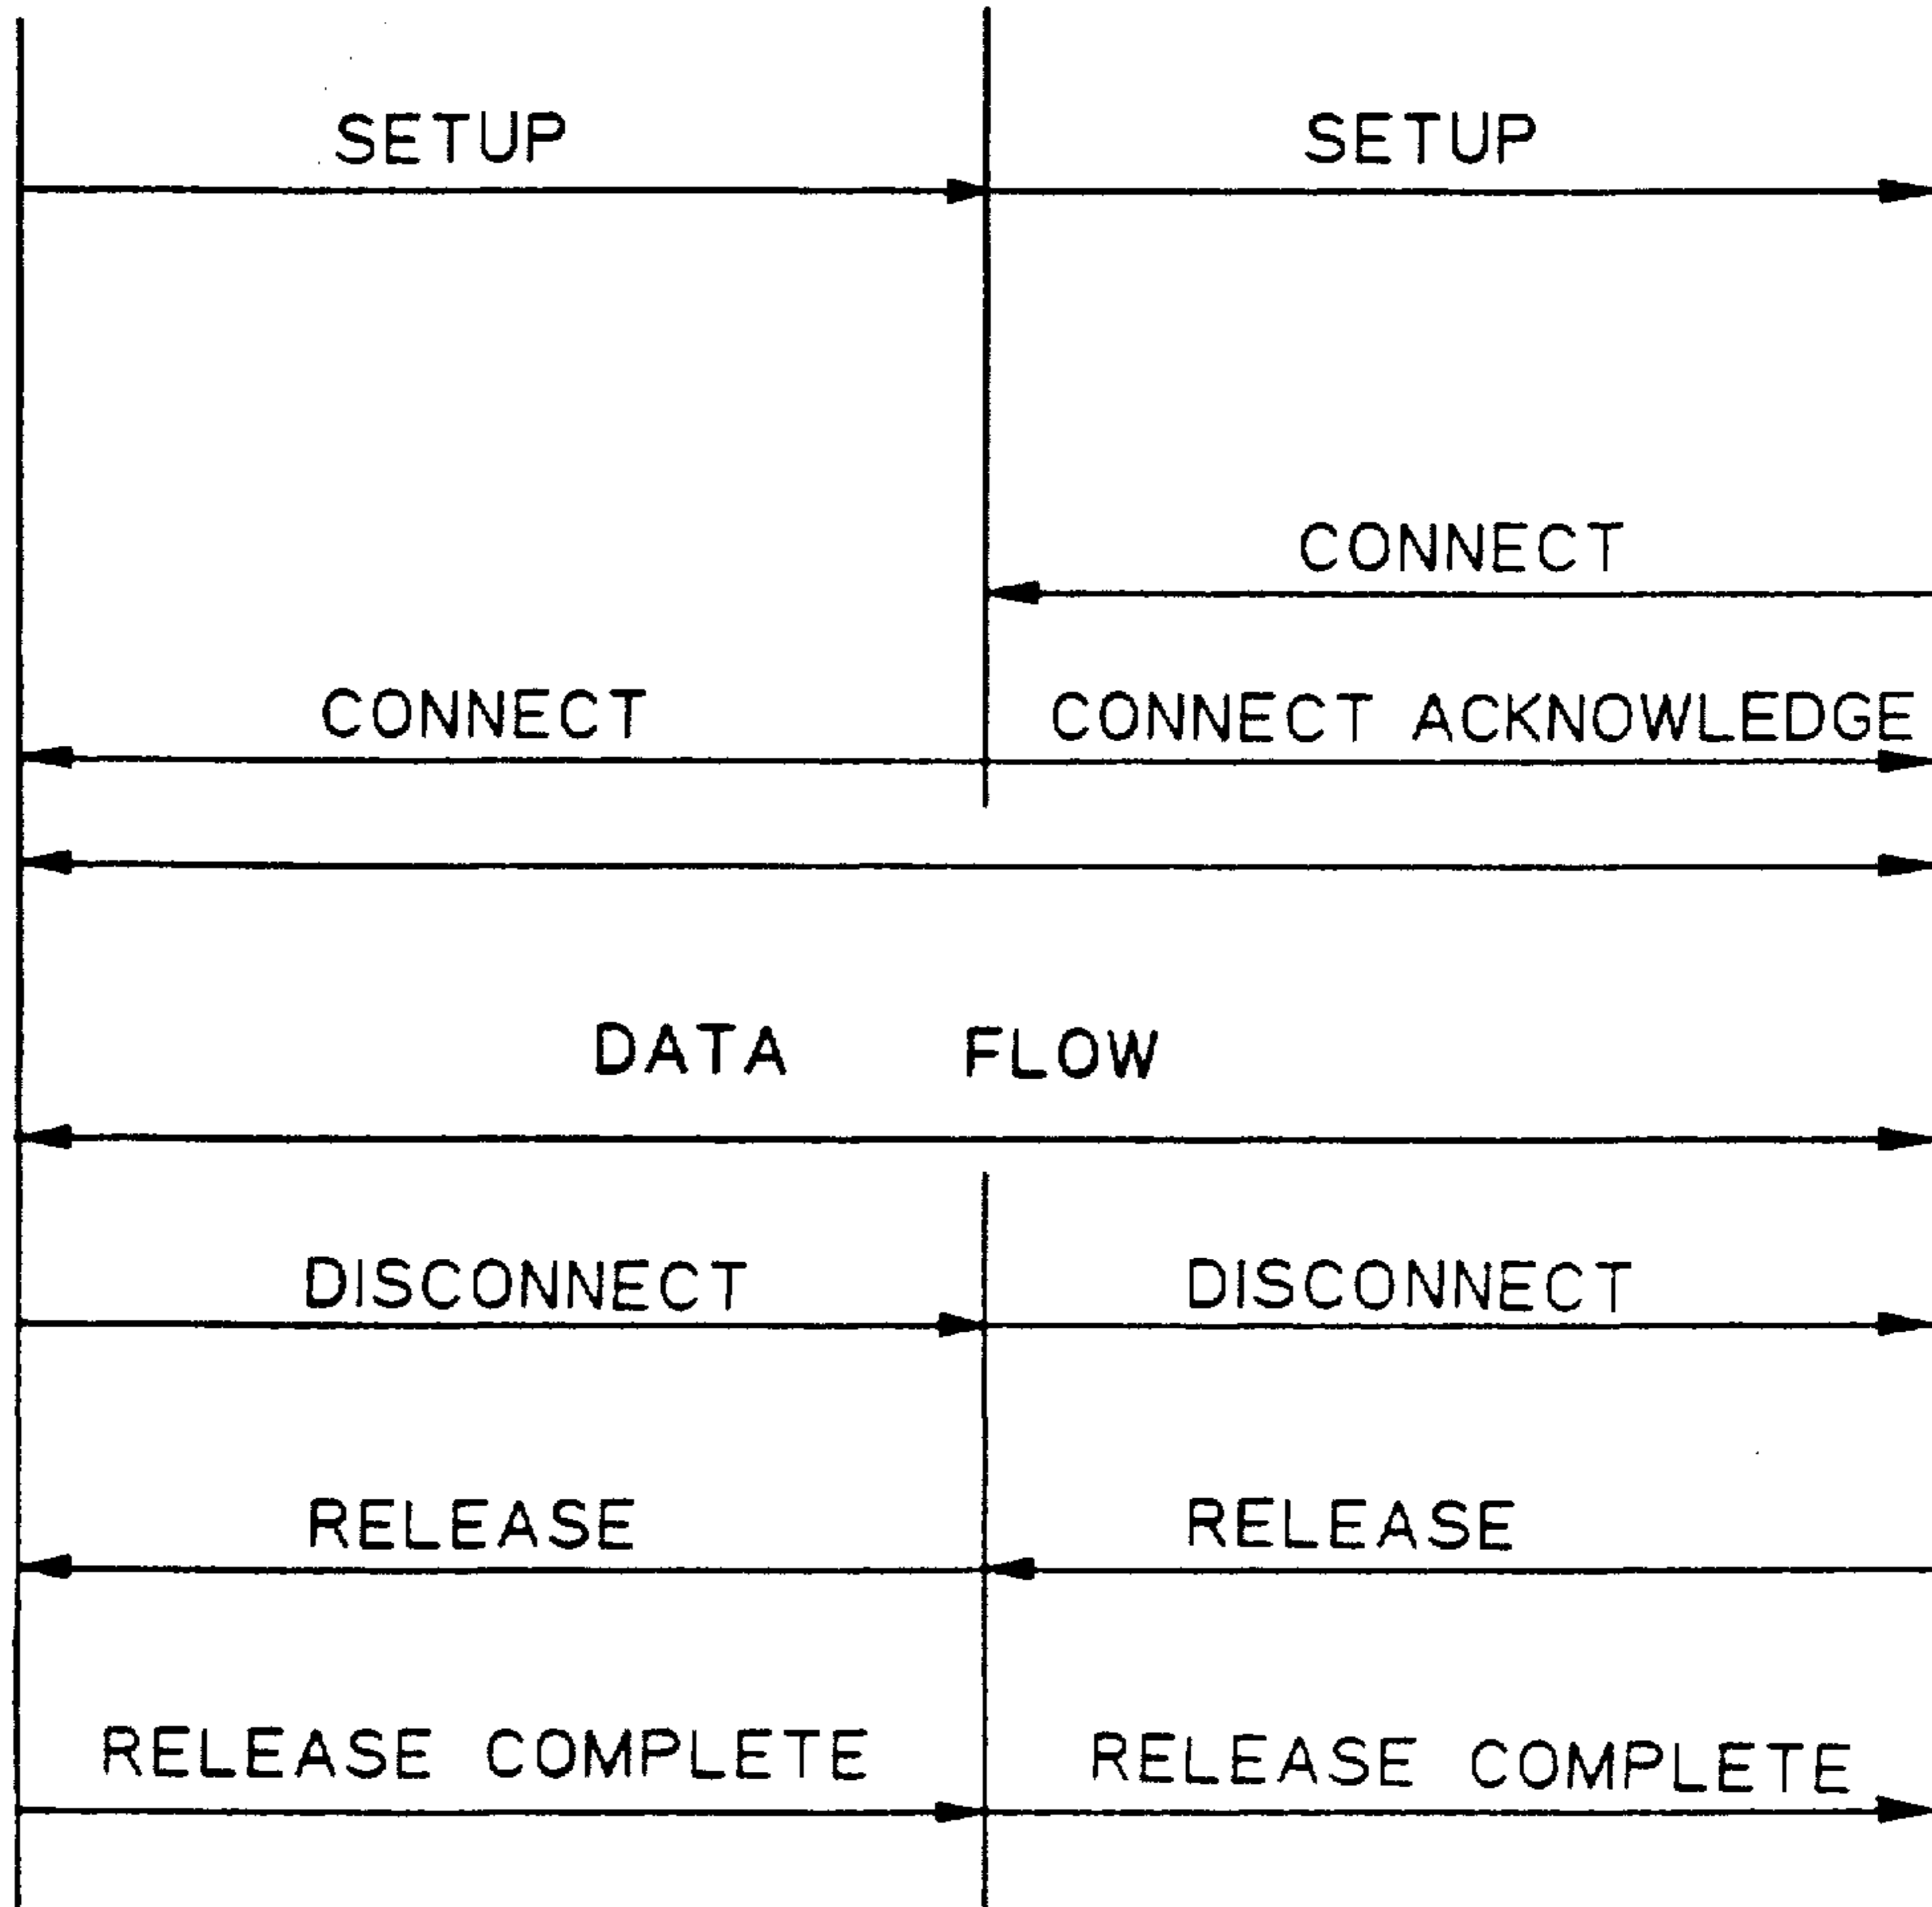 SETUP SETUP
CONNECT
CONNECT CONNECT ACKNOWLEDGE
DATA FLOW
DISCONNECT DISCONNECT
RELEASE RELEASE
RELEASE COMPLETE RELEASE COMPLETE